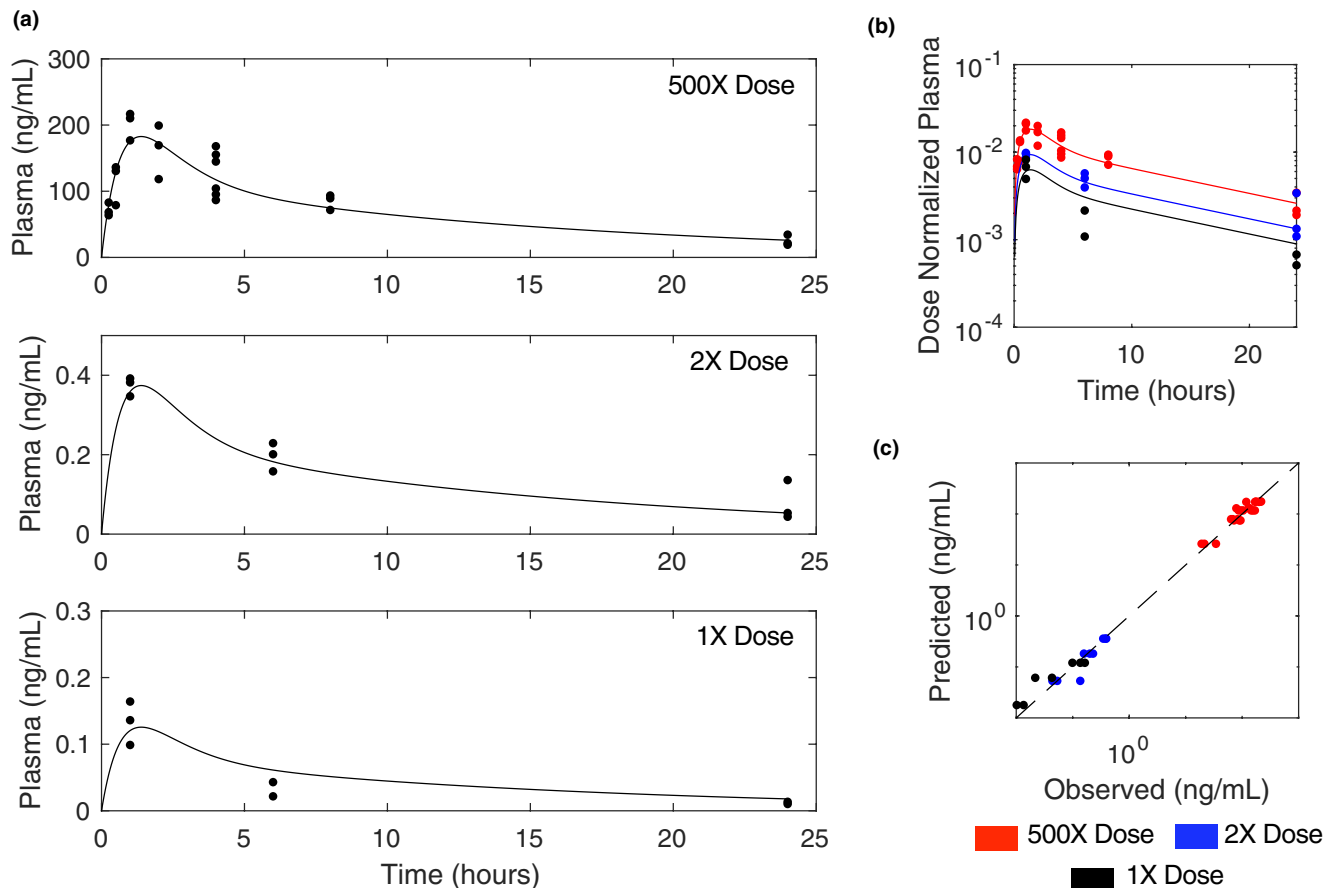 (a)
300
200
100
0
0 5 10 15 20 25
Plasma (ng/mL)
500X Dose
0.4
0.2
0
0 5 10 15 20 25
Plasma (ng/mL)
2X Dose
0.3
0.2
0.1
0
0 5 10 15 20 25
Plasma (ng/mL)
1X Dose
Time (hours)
(b)
Dose Normalized Plasma
10^-1
10^-2
10^-3
10^-4
0 10 20
Time (hours)
(c)
Predicted (ng/mL)
10^0
10^0
Observed (ng/mL)
500X Dose 2X Dose
1X Dose